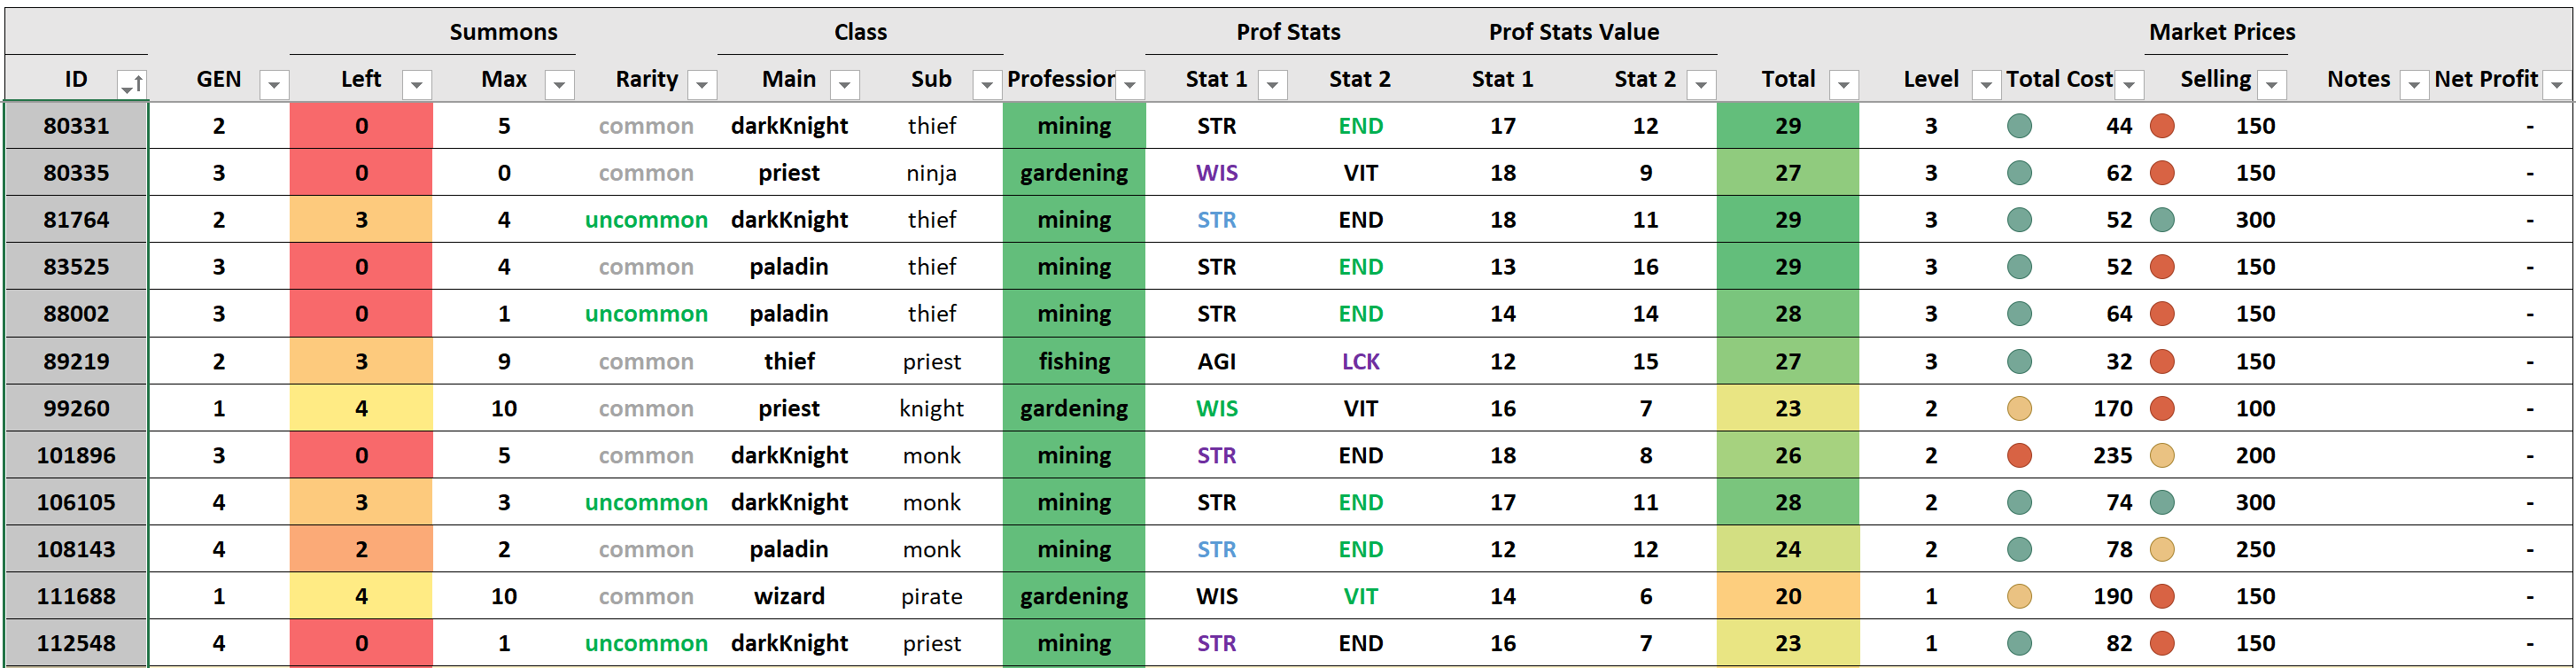 Summons Class Prof Stats Prof Stats Value Market Prices
ID GEN Left Max Rarity Main Sub Profession Stat 1 Stat 2 Stat 1 Stat 2 Total Level Total Cost Selling Notes Net Profit
80331 2 0 5 common darkKnight thief mining STR END 17 12 29 3 44 150 -
80335 3 0 0 common priest ninja gardening WIS VIT 18 9 27 3 62 150 -
81764 2 3 4 uncommon darkKnight thief mining STR END 18 11 29 3 52 300 -
83525 3 0 4 common paladin thief mining STR END 13 16 29 3 52 150 -
88002 3 0 1 uncommon paladin thief mining STR END 14 14 28 3 64 150 -
89219 2 3 9 common thief priest fishing AGI LCK 12 15 27 3 32 150 -
99260 1 4 10 common priest knight gardening WIS VIT 16 7 23 2 170 100 -
101896 3 0 5 common darkKnight monk mining STR END 18 8 26 2 235 200 -
106105 4 3 3 uncommon darkKnight monk mining STR END 17 11 28 2 74 300 -
108143 4 2 2 common paladin monk mining STR END 12 12 24 2 78 250 -
111688 1 4 10 common wizard pirate gardening WIS VIT 14 6 20 1 190 150 -
112548 4 0 1 uncommon darkKnight priest mining STR END 16 7 23 1 82 150 -